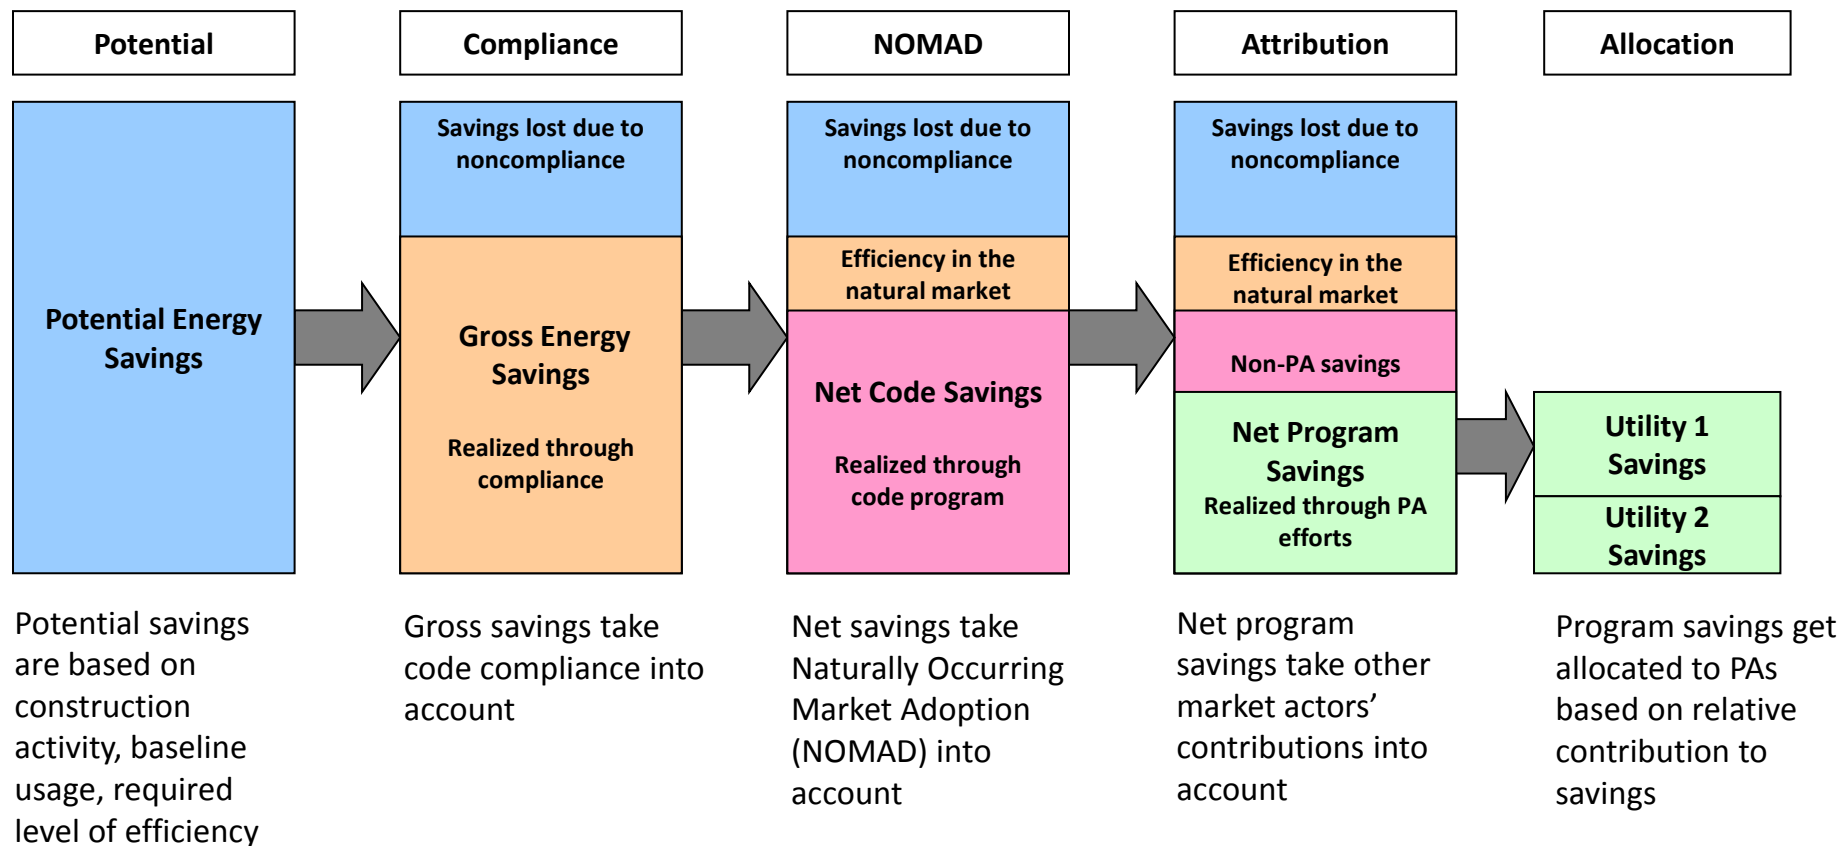 Potential
Compliance
NOMAD
Attribution
Allocation
Potential Energy
Savings
Savings lost due to
noncompliance
Gross Energy
Savings
Realized through
compliance
Savings lost due to
noncompliance
Efficiency in the
natural market
Net Code Savings
Realized through
code program
Savings lost due to
noncompliance
Efficiency in the
natural market
Non-PA savings
Net Program
Savings
Realized through PA
efforts
Utility 1
Savings
Utility 2
Savings
Potential savings
are based on
construction
activity, baseline
usage, required
level of efficiency
Gross savings take
code compliance into
account
Net savings take
Naturally Occurring
Market Adoption
(NOMAD) into
account
Net program
savings take other
market actors’
contributions into
account
Program savings get
allocated to PAs
based on relative
contribution to
savings